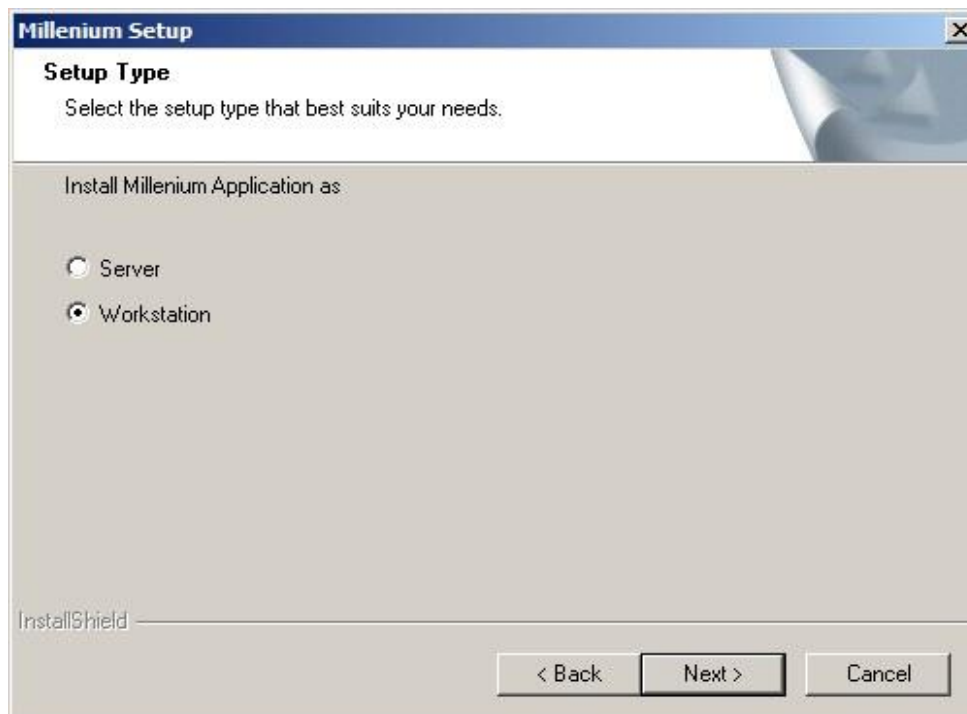 Millenium Setup
Setup Type
Select the setup type that best suits your needs.
Install Millenium Application as
Server
Workstation
InstallShield
< Back Next > Cancel